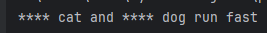 **** cat and **** dog run fast